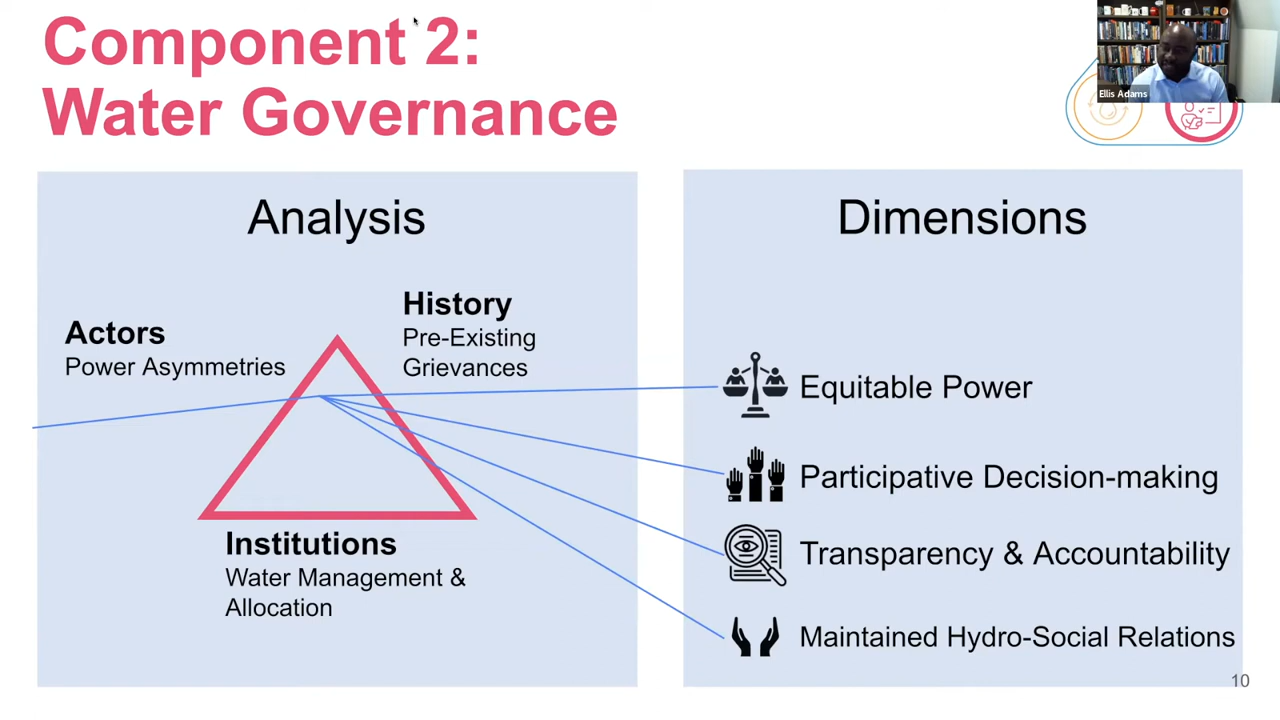 Component 2:
Water Governance
Ellis Adams
Analysis
Actors
Power Asymmetries
History
Pre-Existing
Grievances
Institutions
Water Management &
Allocation
Dimensions
Equitable Power
Participative Decision-making
Transparency & Accountability
Maintained Hydro-Social Relations
10